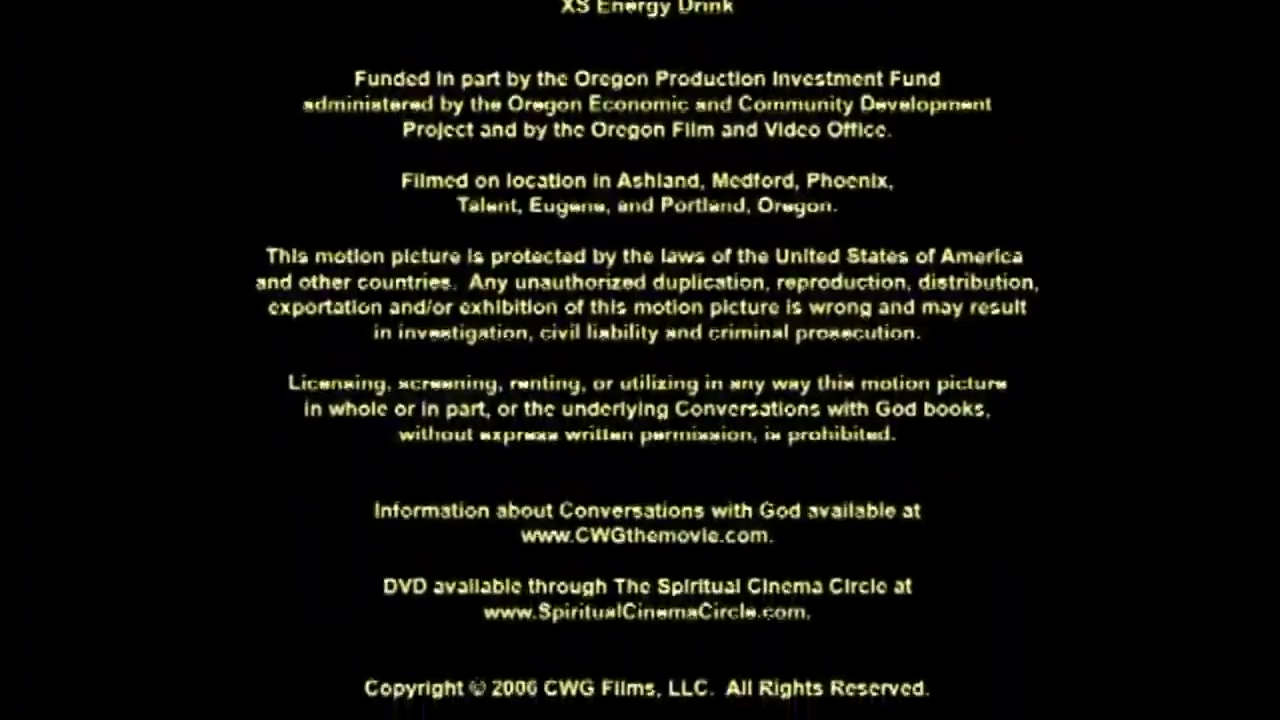 XS Energy Drink
Funded in part by the Oregon Production Investment Fund
administered by the Oregon Economic and Community Development
Project and by the Oregon Film and Video Office.
Filmed on location in Ashland, Medford, Phoenix,
Talent, Eugene, and Portland, Oregon.
This motion picture is protected by the laws of the United States of America
and other countries. Any unauthorized duplication, reproduction, distribution,
exportation and/or exhibition of this motion picture is wrong and may result
in investigation, civil liability and criminal prosecution.
Licensing, screening, renting, or utilizing in any way this motion picture
in whole or in part, or the underlying Conversations with God books,
without express written permission, is prohibited.
Information about Conversations with God available at
www.CWGthemovie.com.
DVD available through The Spiritual Cinema Circle at
www.SpiritualCinemaCircle.com.
Copyright © 2006 CWG Films, LLC. All Rights Reserved.